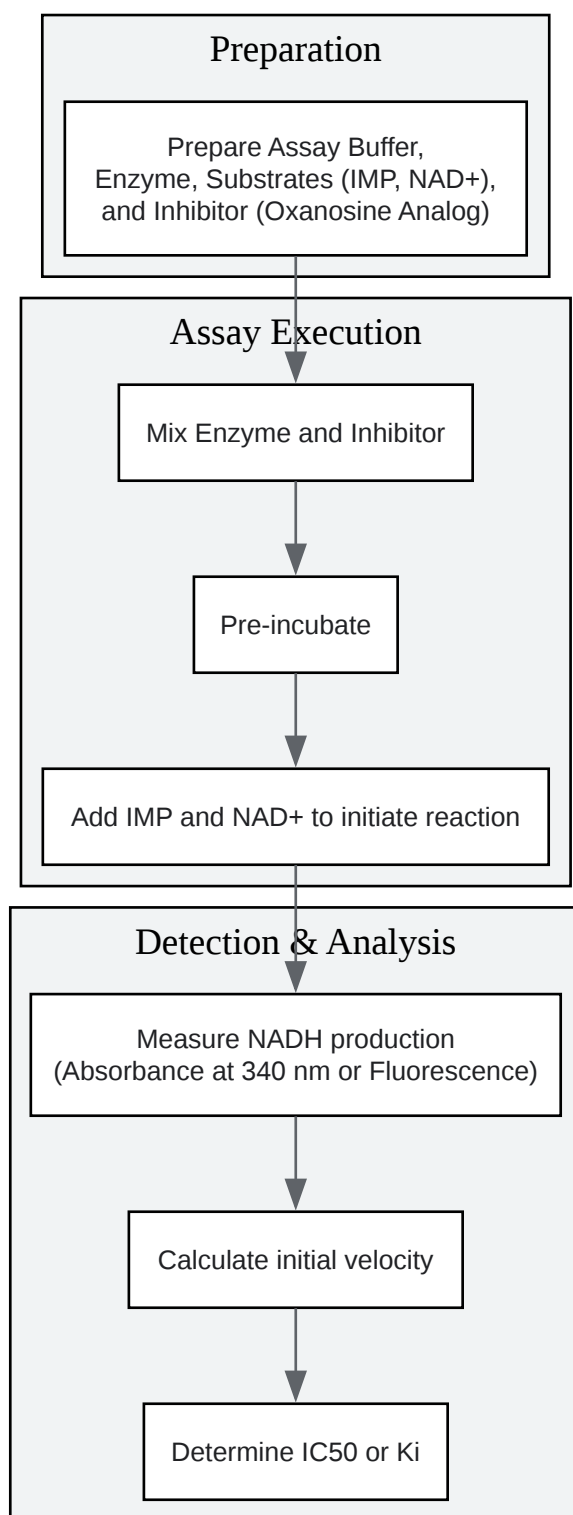 Preparation
Prepare Assay Buffer,
Enzyme, Substrates (IMP, NAD+),
and Inhibitor (Oxanosine Analog)
Assay Execution
Mix Enzyme and Inhibitor
Pre-incubate
Add IMP and NAD+ to initiate reaction
Detection & Analysis
Measure NADH production
(Absorbance at 340 nm or Fluorescence)
Calculate initial velocity
Determine IC50 or Ki